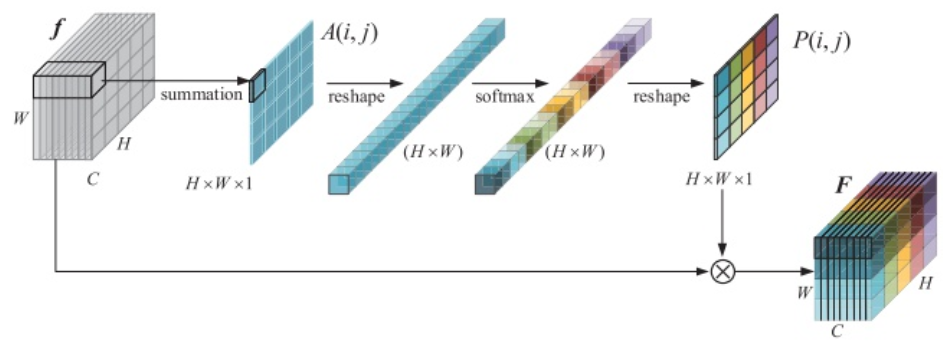 f
W
C
H
summation
A(i, j)
H×W×1
reshape
(H×W)
softmax
(H×W)
reshape
P(i, j)
H×W×1
F
W
C
H